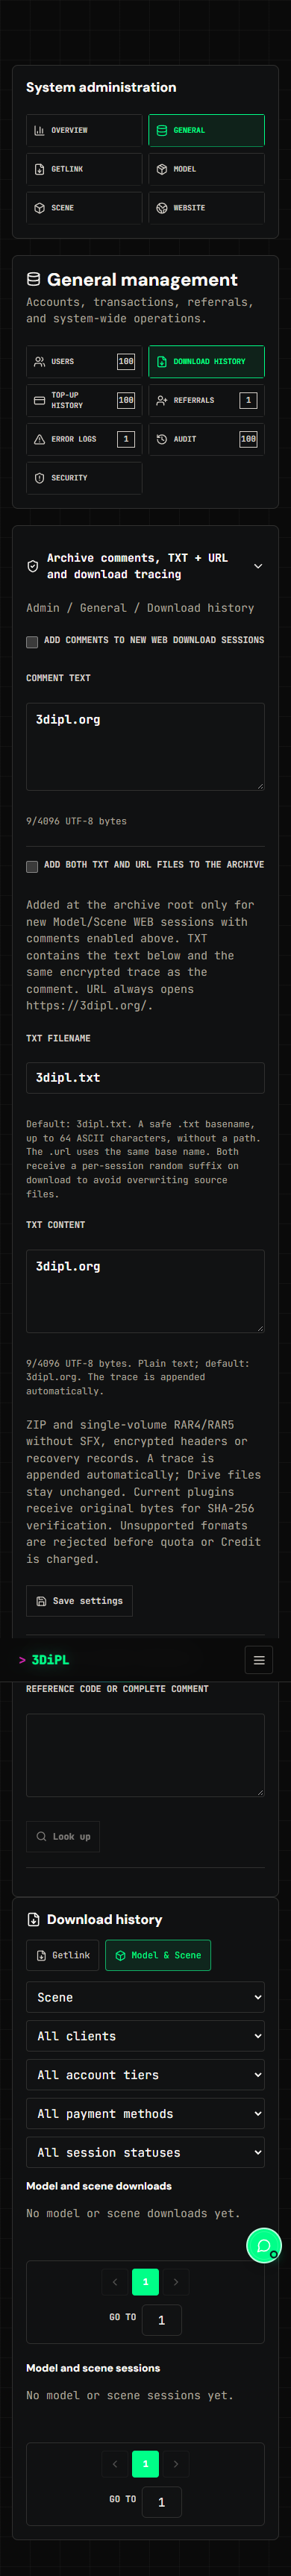 System administration
OVERVIEW
GENERAL
GETLINK
MODEL
SCENE
WEBSITE
General management
Accounts, transactions, referrals,
and system-wide operations.
USERS 100
DOWNLOAD HISTORY
TOP-UP
HISTORY 100
REFERRALS 1
ERROR LOGS 1
AUDIT 100
SECURITY
Archive comments, TXT + URL
and download tracing
Admin / General / Download history
ADD COMMENTS TO NEW WEB DOWNLOAD SESSIONS
COMMENT TEXT
3dipl.org
9/4096 UTF-8 bytes
ADD BOTH TXT AND URL FILES TO THE ARCHIVE
Added at the archive root only for
new Model/Scene WEB sessions with
comments enabled above. TXT
contains the text below and the
same encrypted trace as the
comment. URL always opens
https://3dipl.org/.
TXT FILENAME
3dipl.txt
Default: 3dipl.txt. A safe .txt basename,
up to 64 ASCII characters, without a path.
The .url uses the same base name. Both
receive a per-session random suffix on
download to avoid overwriting source
files.
TXT CONTENT
3dipl.org
9/4096 UTF-8 bytes. Plain text; default:
3dipl.org. The trace is appended
automatically.
ZIP and single-volume RAR4/RAR5
without SFX, encrypted headers or
recovery records. A trace is
appended automatically; Drive files
stay unchanged. Current plugins
receive original bytes for SHA-256
verification. Unsupported formats
are rejected before quota or Credit
is charged.
Save settings
> 3DiPL
REFERENCE CODE OR COMPLETE COMMENT
Look up
Download history
Getlink
Model & Scene
Scene
All clients
All account tiers
All payment methods
All session statuses
Model and scene downloads
No model or scene downloads yet.
1
GO TO 1
Model and scene sessions
No model or scene sessions yet.
1
GO TO 1